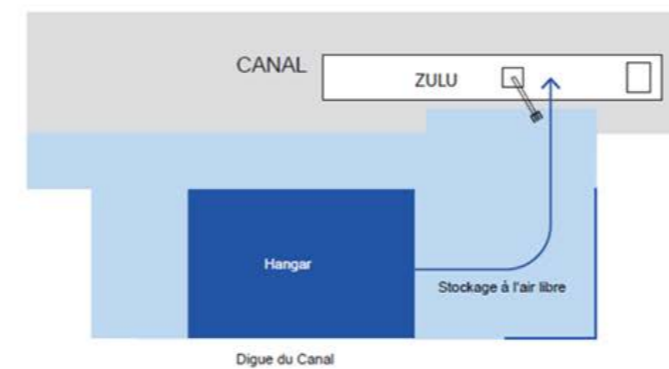 CANAL
ZULU
Hangar
Stockage à l'air libre
Digue du Canal